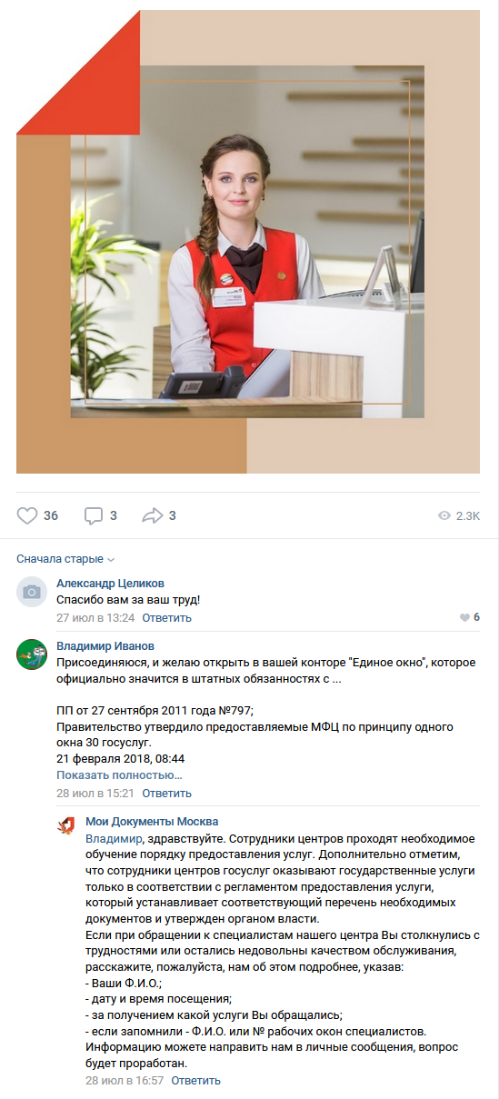 36
3
3
2.3K
Сначала старые
Александр Целиков
Спасибо вам за ваш труд!
27 июл в 13:24 Ответить
6
Владимир Иванов
Присоединяюсь, и желаю открыть в вашей конторе "Единое окно", которое
официально значится в штатных обязанностях с ...
ПП от 27 сентября 2011 года №797;
Правительство утвердило предоставляемые МФЦ по принципу одного
окна 30 госуслуг.
21 февраля 2018, 08:44
Показать полностью...
28 июл в 15:21 Ответить
Мои Документы Москва
Владимир, здравствуйте. Сотрудники центров проходят необходимое
обучение порядку предоставления услуг. Дополнительно отметим,
что сотрудники центров госуслуг оказывают государственные услуги
только в соответствии с регламентом предоставления услуги,
который устанавливает соответствующий перечень необходимых
документов и утвержден органом власти.
Если при обращении к специалистам нашего центра Вы столкнулись с
трудностями или остались недовольны качеством обслуживания,
расскажите, пожалуйста, нам об этом подробнее, указав:
- Ваши Ф.И.О.;
- дату и время посещения;
- за получением какой услуги Вы обращались;
- если запомнили - Ф.И.О. или № рабочих окон специалистов.
Информацию можете направить нам в личные сообщения, вопрос
будет проработан.
28 июл в 16:57 Ответить